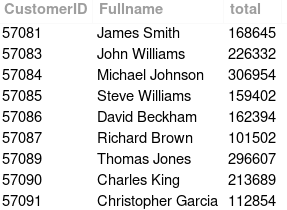 CustomerID Fullname total
57081 James Smith 168645
57083 John Williams 226332
57084 Michael Johnson 306954
57085 Steve Williams 159402
57086 David Beckham 162394
57087 Richard Brown 101502
57089 Thomas Jones 296607
57090 Charles King 213689
57091 Christopher Garcia 112854